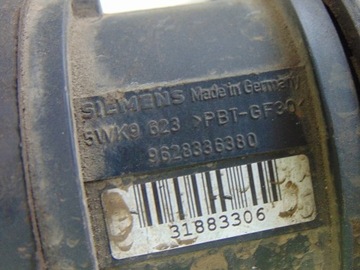 SIEMENS Made in Germany
5WK9 623 >PBT-GF30<
9628336380
31883306